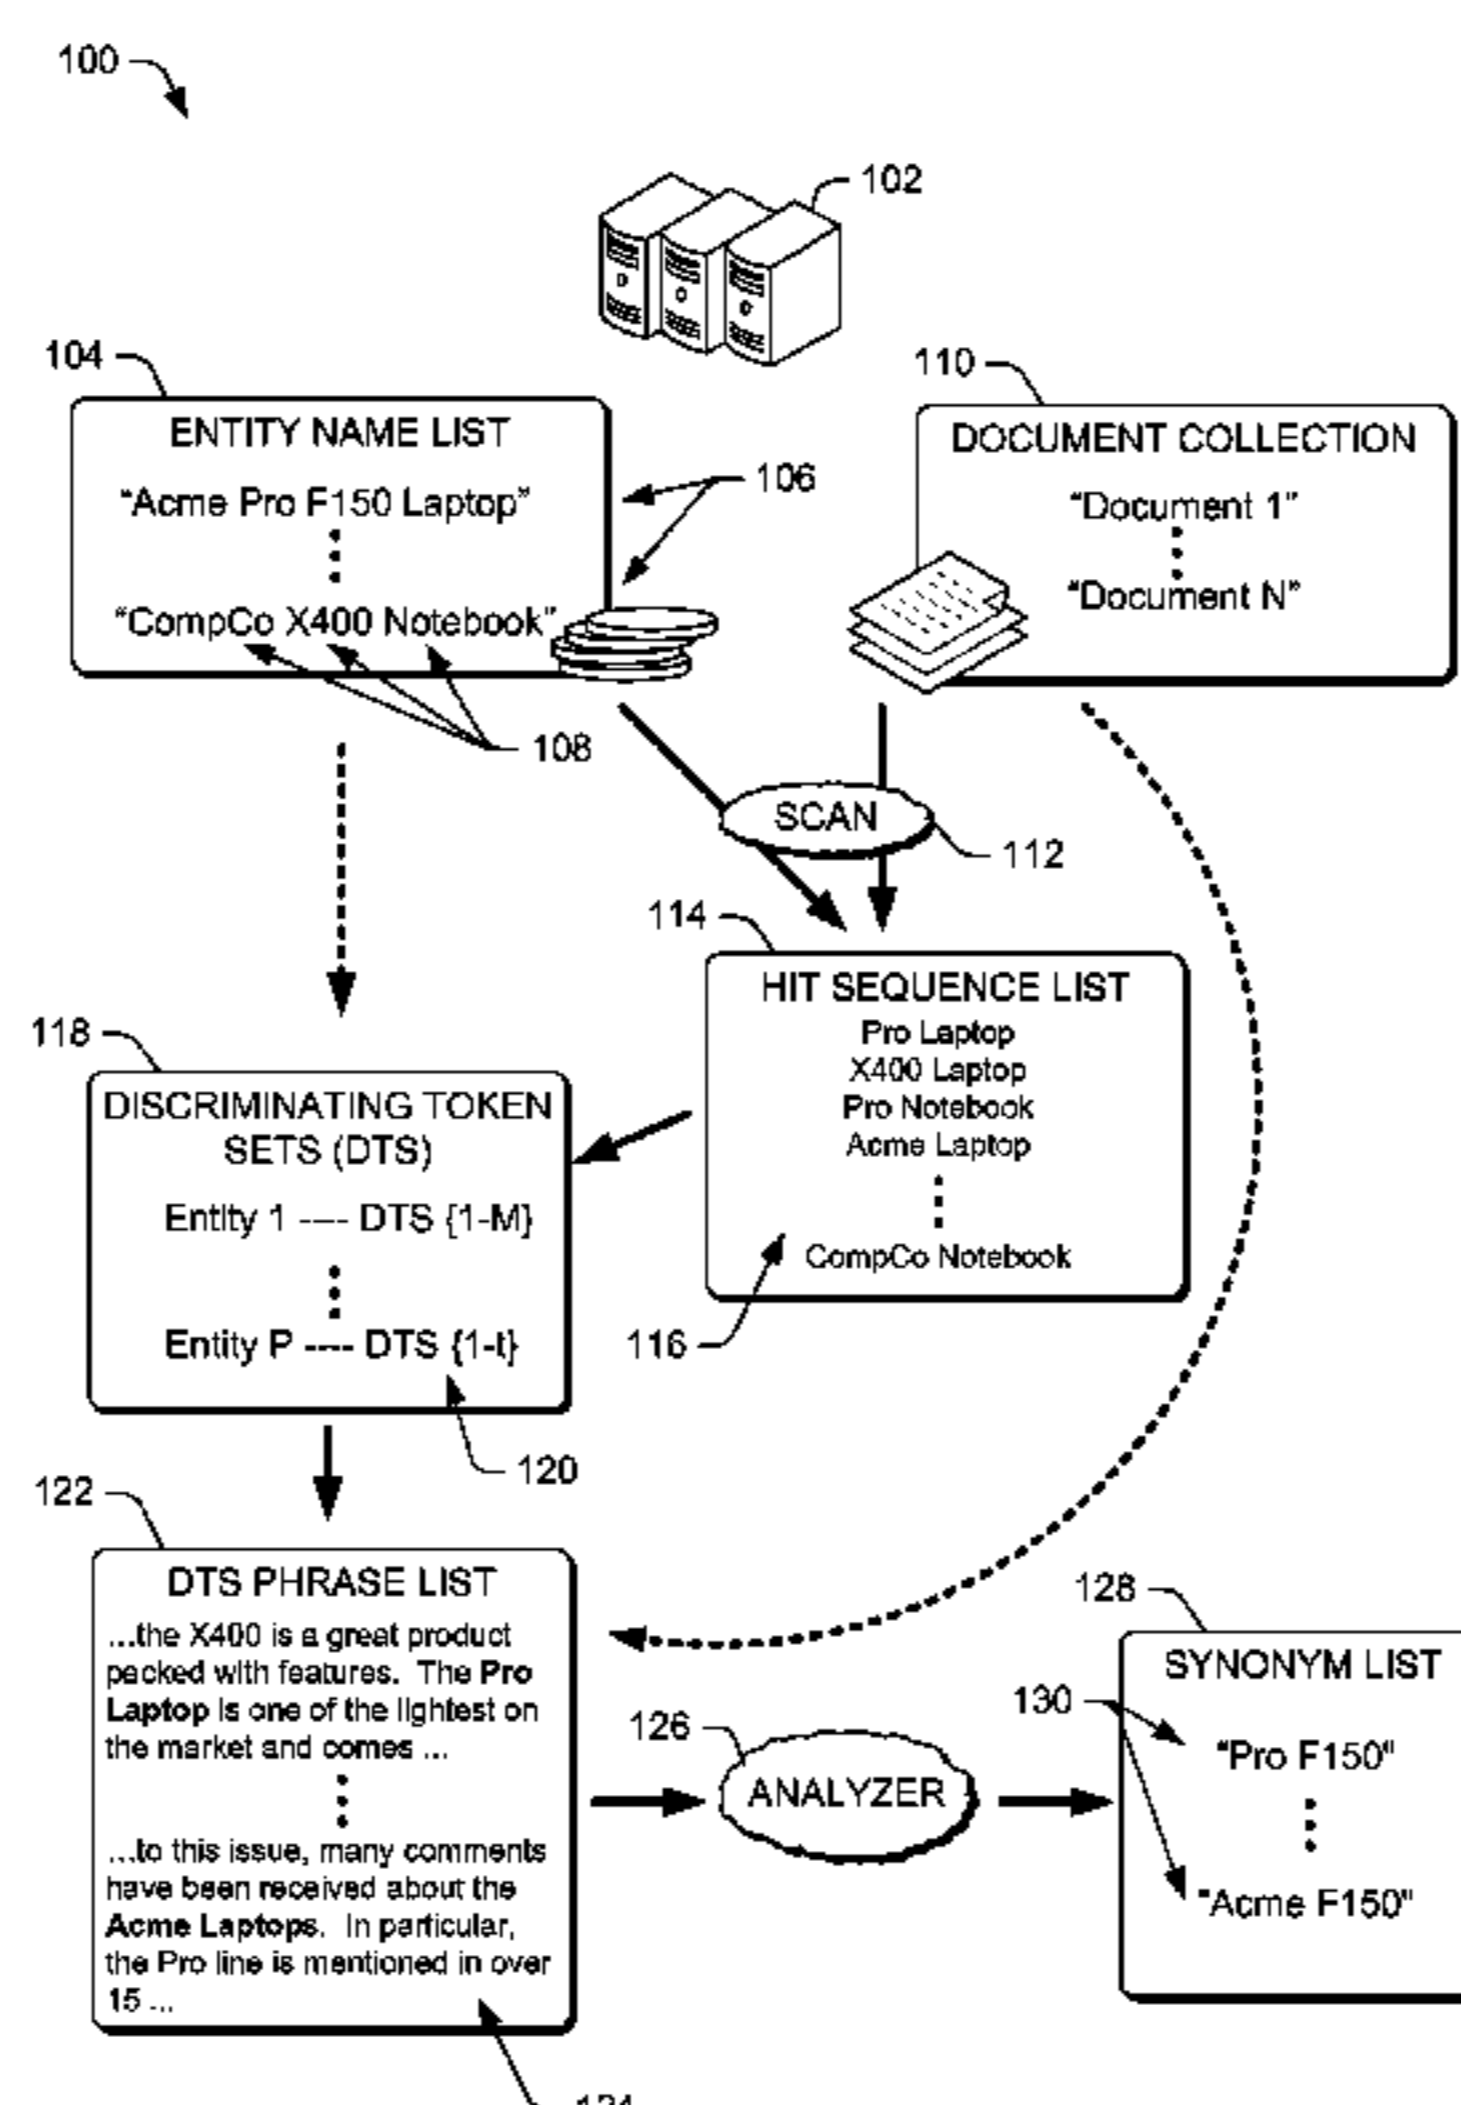 100
102
104
ENTITY NAME LIST
"Acme Pro F150 Laptop"
"CompCo X400 Notebook"
106
108
110
DOCUMENT COLLECTION
"Document 1"
"Document N"
SCAN
112
114
HIT SEQUENCE LIST
Pro Laptop
X400 Laptop
Pro Notebook
Acme Laptop
CompCo Notebook
116
118
DISCRIMINATING TOKEN
SETS (DTS)
Entity 1 ---- DTS {1-M}
Entity P ---- DTS {1-t}
120
122
DTS PHRASE LIST
...the X400 is a great product
packed with features. The Pro
Laptop is one of the lightest on
the market and comes ...
...to this issue, many comments
have been received about the
Acme Laptops. In particular,
the Pro line is mentioned in over
15 ...
126
ANALYZER
128
SYNONYM LIST
130
"Pro F150"
"Acme F150"